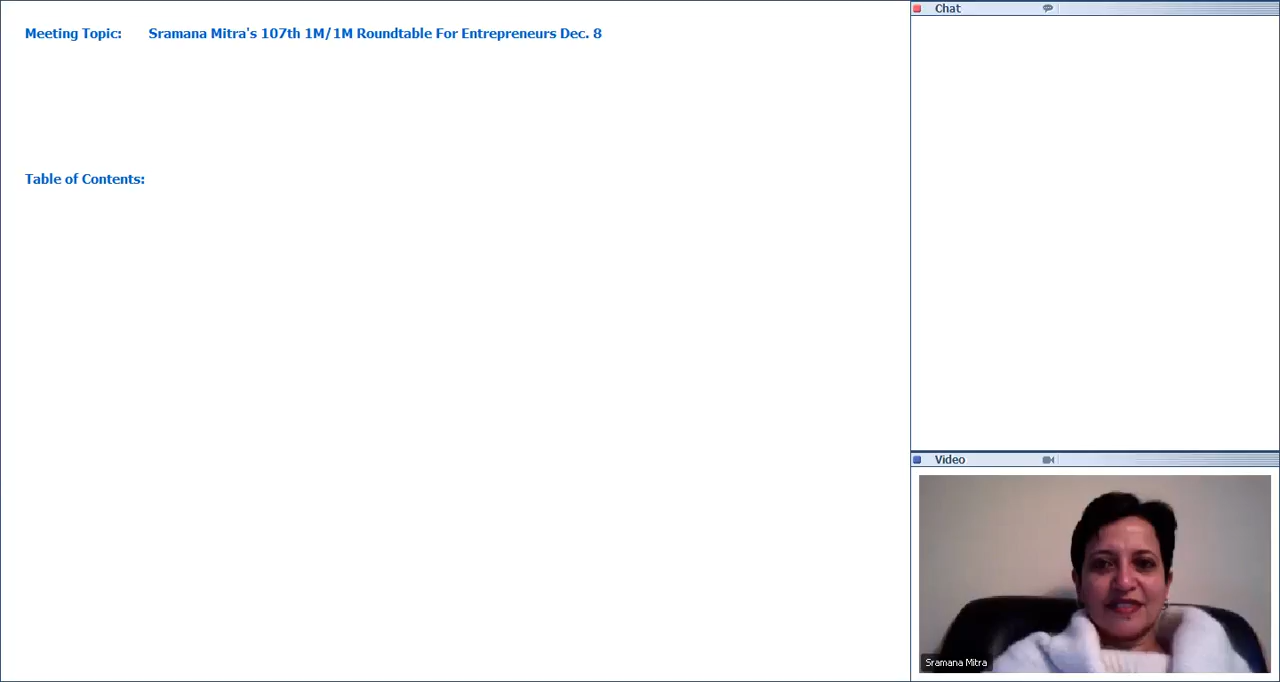 Meeting Topic: Sramana Mitra's 107th 1M/1M Roundtable For Entrepreneurs Dec. 8
Table of Contents:
Chat
Video
Sramana Mitra